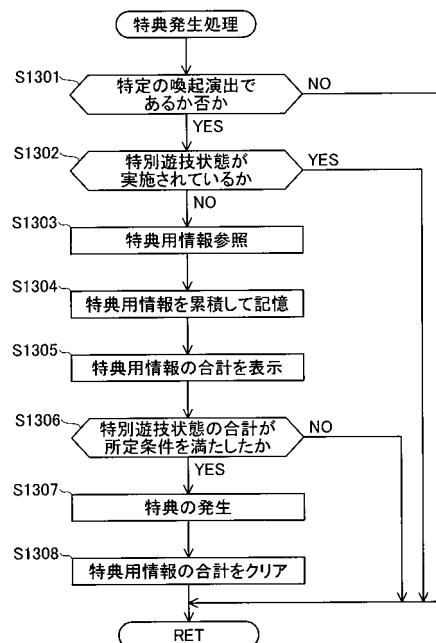 特典発生処理
S1301
特定の喚起演出で
あるか否か
NO
YES
S1302
特別遊技状態が
実施されているか
YES
NO
S1303
特典用情報参照
S1304
特典用情報を累積して記憶
S1305
特典用情報の合計を表示
S1306
特別遊技状態の合計が
所定条件を満たしたか
NO
YES
S1307
特典の発生
S1308
特典用情報の合計をクリア
RET